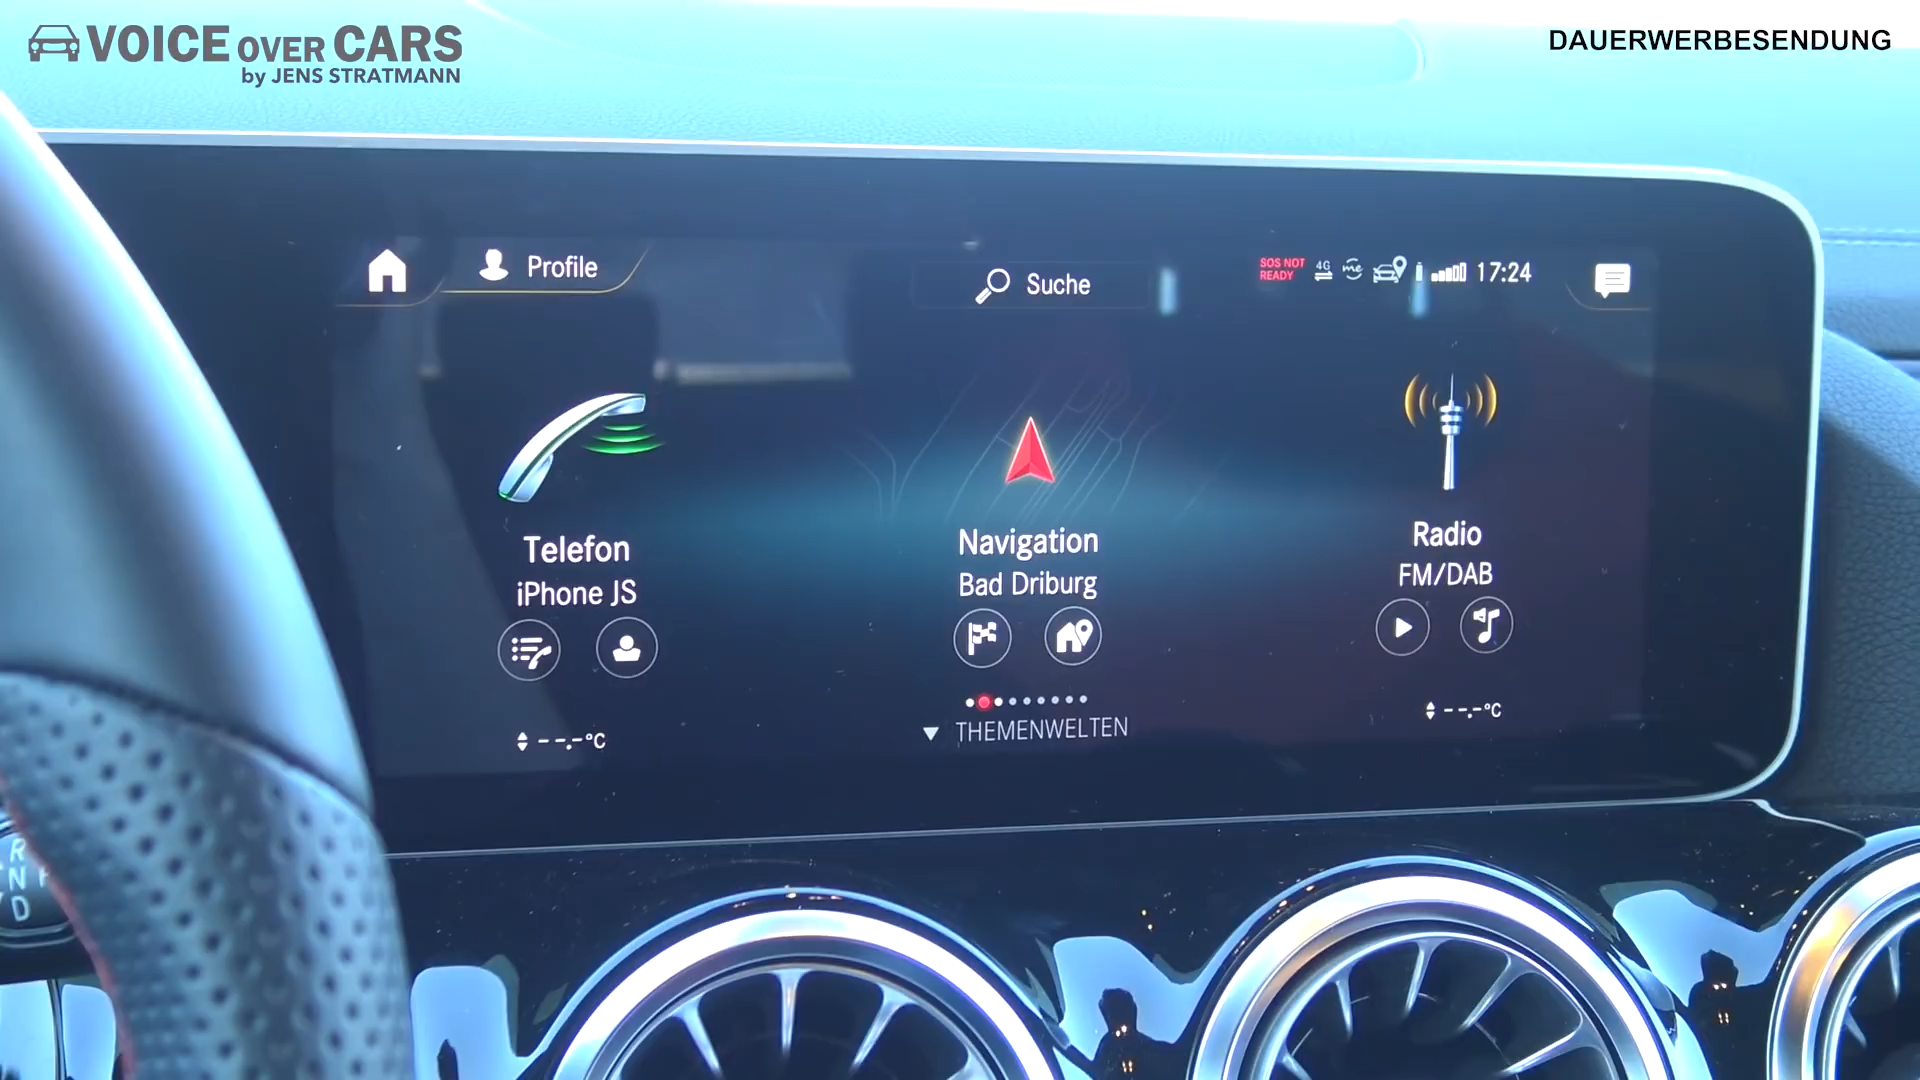 VOICE OVER CARS
by JENS STRATMANN
DAUERWERBESENDUNG
Profile
Suche
SOS NOT
READY
4G
me
17:24
Telefon
iPhone JS
Navigation
Bad Driburg
Radio
FM/DAB
THEMENWELTEN
--.-°C
--.-°C
R
N
D